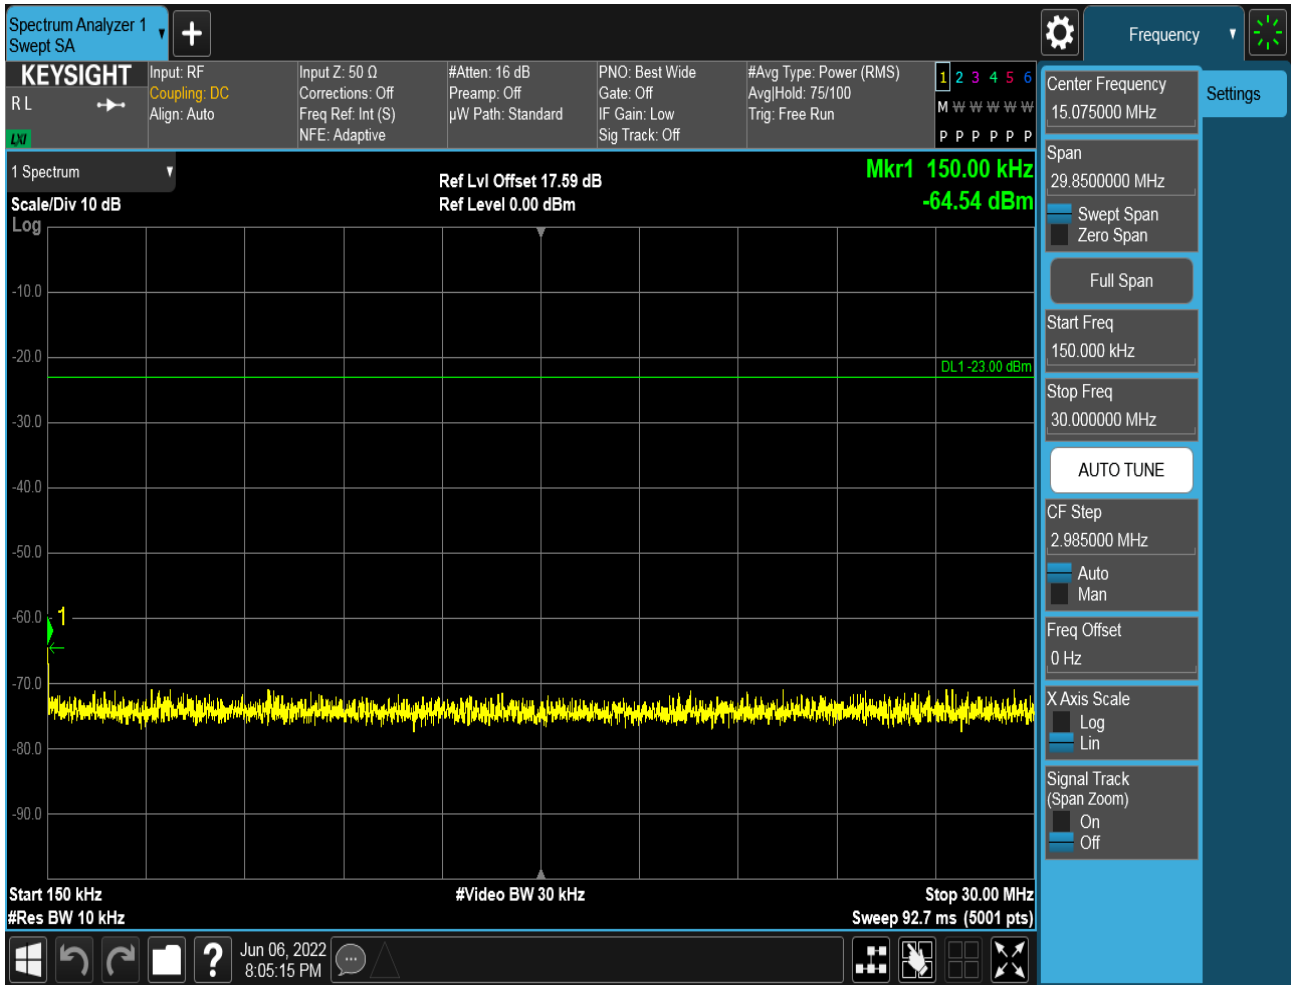 Spectrum Analyzer 1
Swept SA
+
Frequency
KEYSIGHT
R L
LXI
Input: RF
Coupling: DC
Align: Auto
Input Z: 50 Ω
Corrections: Off
Freq Ref: Int (S)
NFE: Adaptive
#Atten: 16 dB
Preamp: Off
µW Path: Standard
PNO: Best Wide
Gate: Off
IF Gain: Low
Sig Track: Off
#Avg Type: Power (RMS)
Avg|Hold: 75/100
Trig: Free Run
1 2 3 4 5 6
M W W W W W
P P P P P P
1 Spectrum
Scale/Div 10 dB
Log
Ref Lvl Offset 17.59 dB
Ref Level 0.00 dBm
Mkr1 150.00 kHz
-64.54 dBm
-10.0
-20.0
DL1 -23.00 dBm
-30.0
-40.0
-50.0
-60.0
1
-70.0
-80.0
-90.0
Start 150 kHz
#Res BW 10 kHz
#Video BW 30 kHz
Stop 30.00 MHz
Sweep 92.7 ms (5001 pts)
Center Frequency
15.075000 MHz
Settings
Span
29.8500000 MHz
Swept Span
Zero Span
Full Span
Start Freq
150.000 kHz
Stop Freq
30.000000 MHz
AUTO TUNE
CF Step
2.985000 MHz
Auto
Man
Freq Offset
0 Hz
X Axis Scale
Log
Lin
Signal Track
(Span Zoom)
On
Off
?
Jun 06, 2022
8:05:15 PM